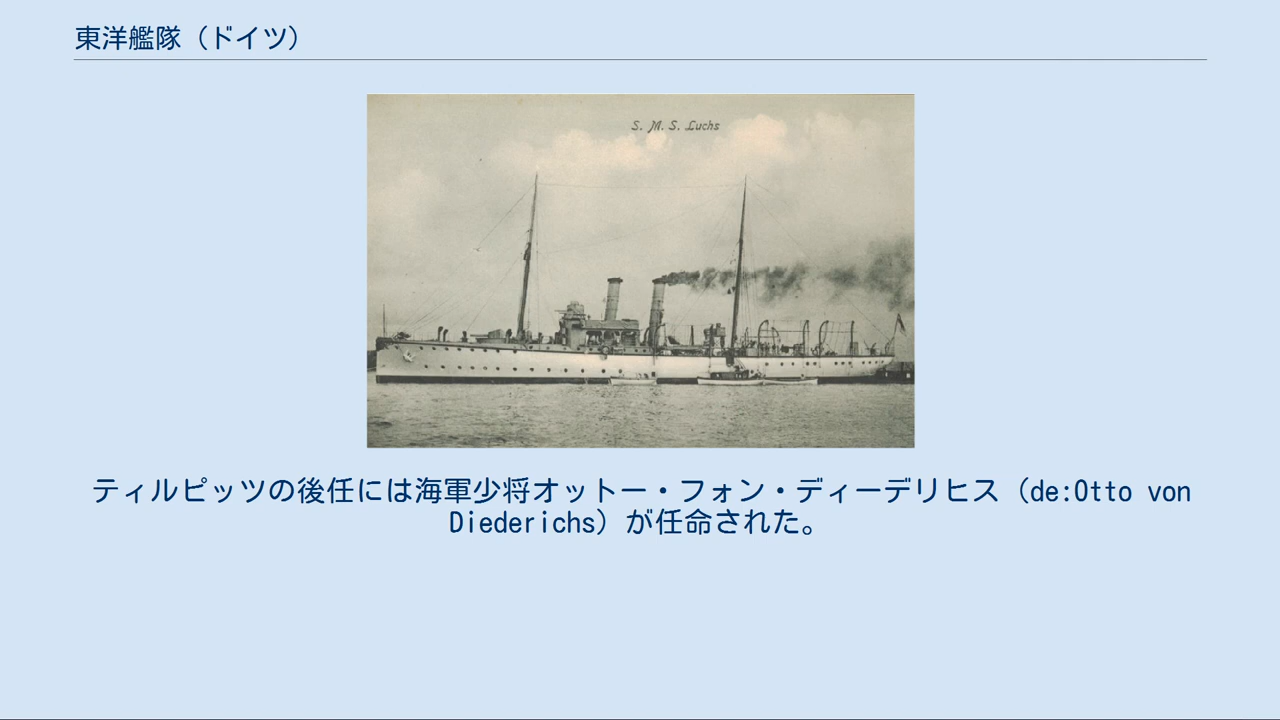 東洋艦隊（ドイツ）
S. M. S. Luchs
ティルピッツの後任には海軍少将オットー・フォン・ディーデリヒス（de:Otto von
Diederichs）が任命された。